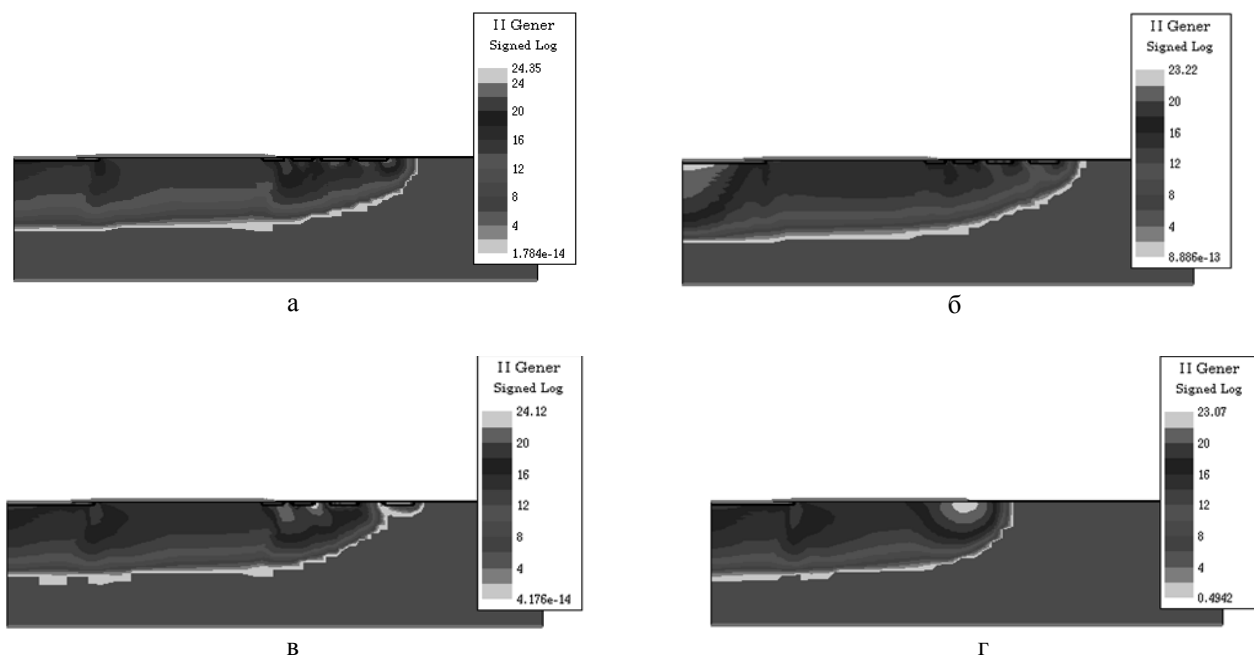 II Gener
Signed Log
24.35
24
20
16
12
8
4
1.784e-14
а
II Gener
Signed Log
23.22
20
16
12
8
4
8.886e-13
б
II Gener
Signed Log
24.12
20
16
12
8
4
4.176e-14
в
II Gener
Signed Log
23.07
20
16
12
8
4
0.4942
г